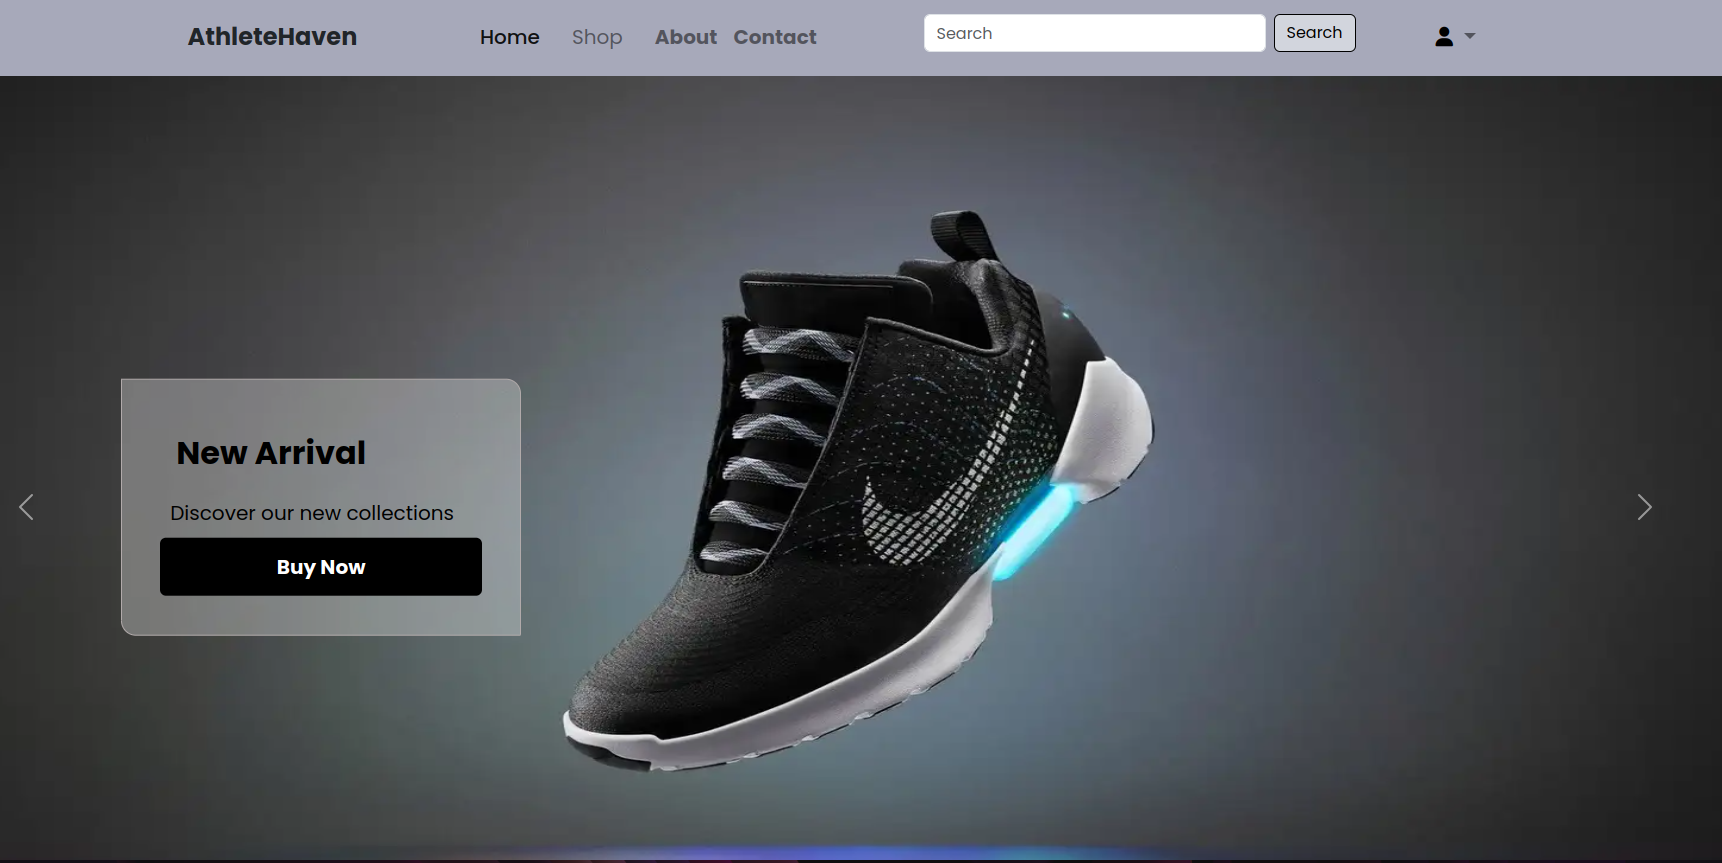 AthleteHaven Home Shop About Contact Search Search
New Arrival
Discover our new collections
Buy Now